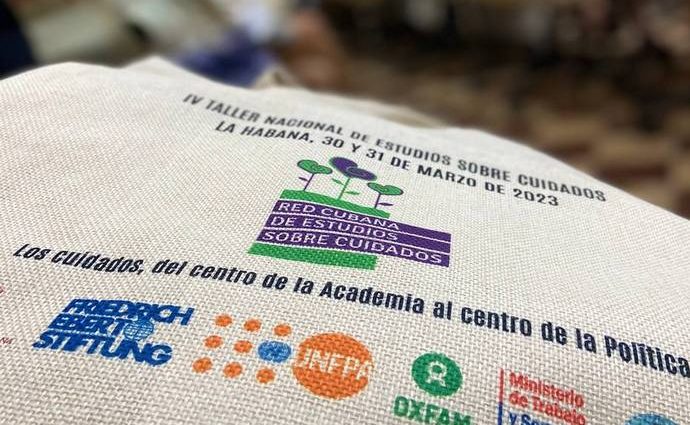 IV TALLER NACIONAL DE ESTUDIOS SOBRE CUIDADOS
LA HABANA, 30 Y 31 DE MARZO DE 2023
RED CUBANA
DE ESTUDIOS
SOBRE CUIDADOS
Los cuidados, del centro de la Academia al centro de la Política
FRIEDRICH
EBERT
STIFTUNG
UNFPA
OXFAM
Ministerio
de Trabajo